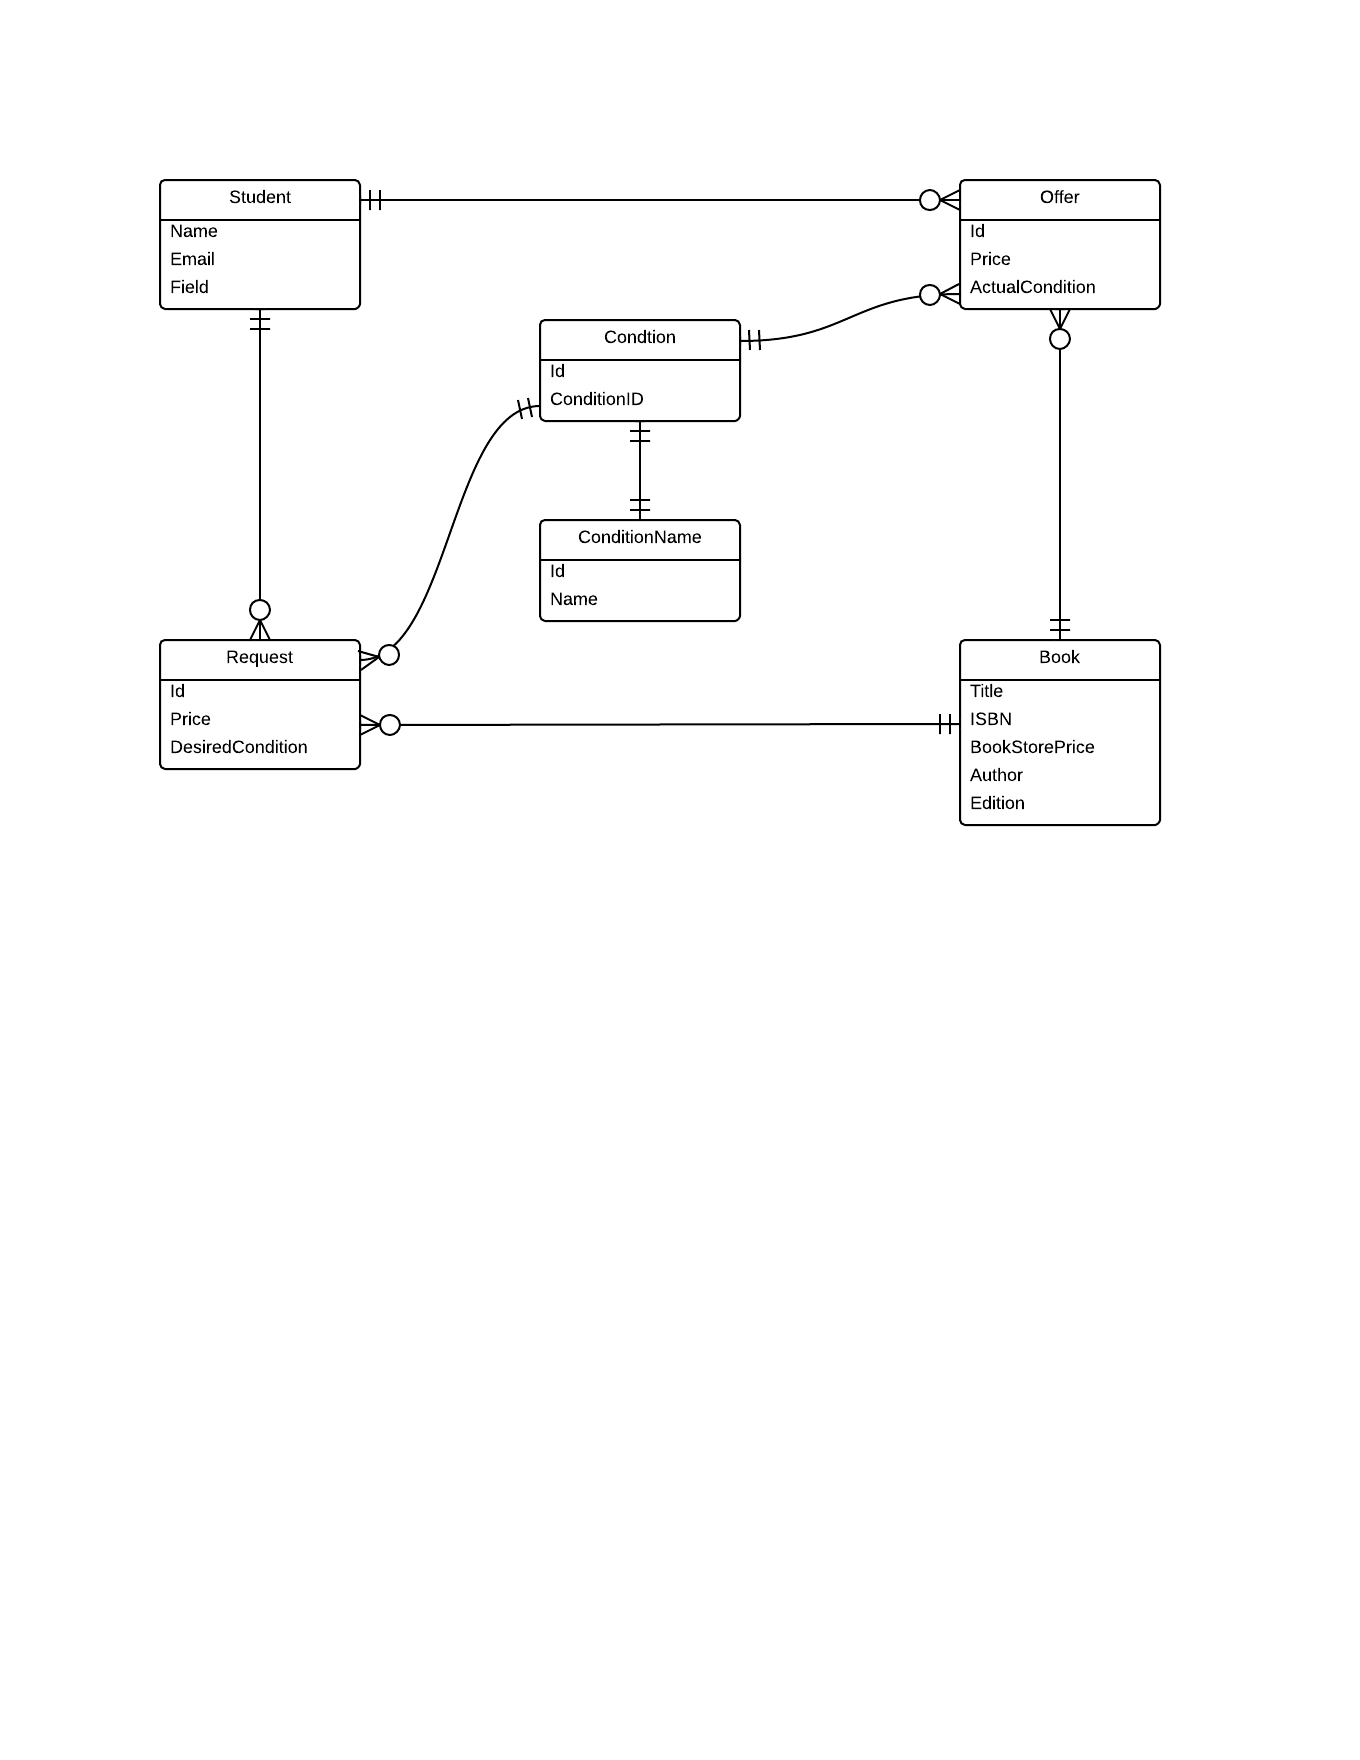 Student
Name
Email
Field
Offer
Id
Price
ActualCondition
Condtion
Id
ConditionID
ConditionName
Id
Name
Request
Id
Price
DesiredCondition
Book
Title
ISBN
BookStorePrice
Author
Edition